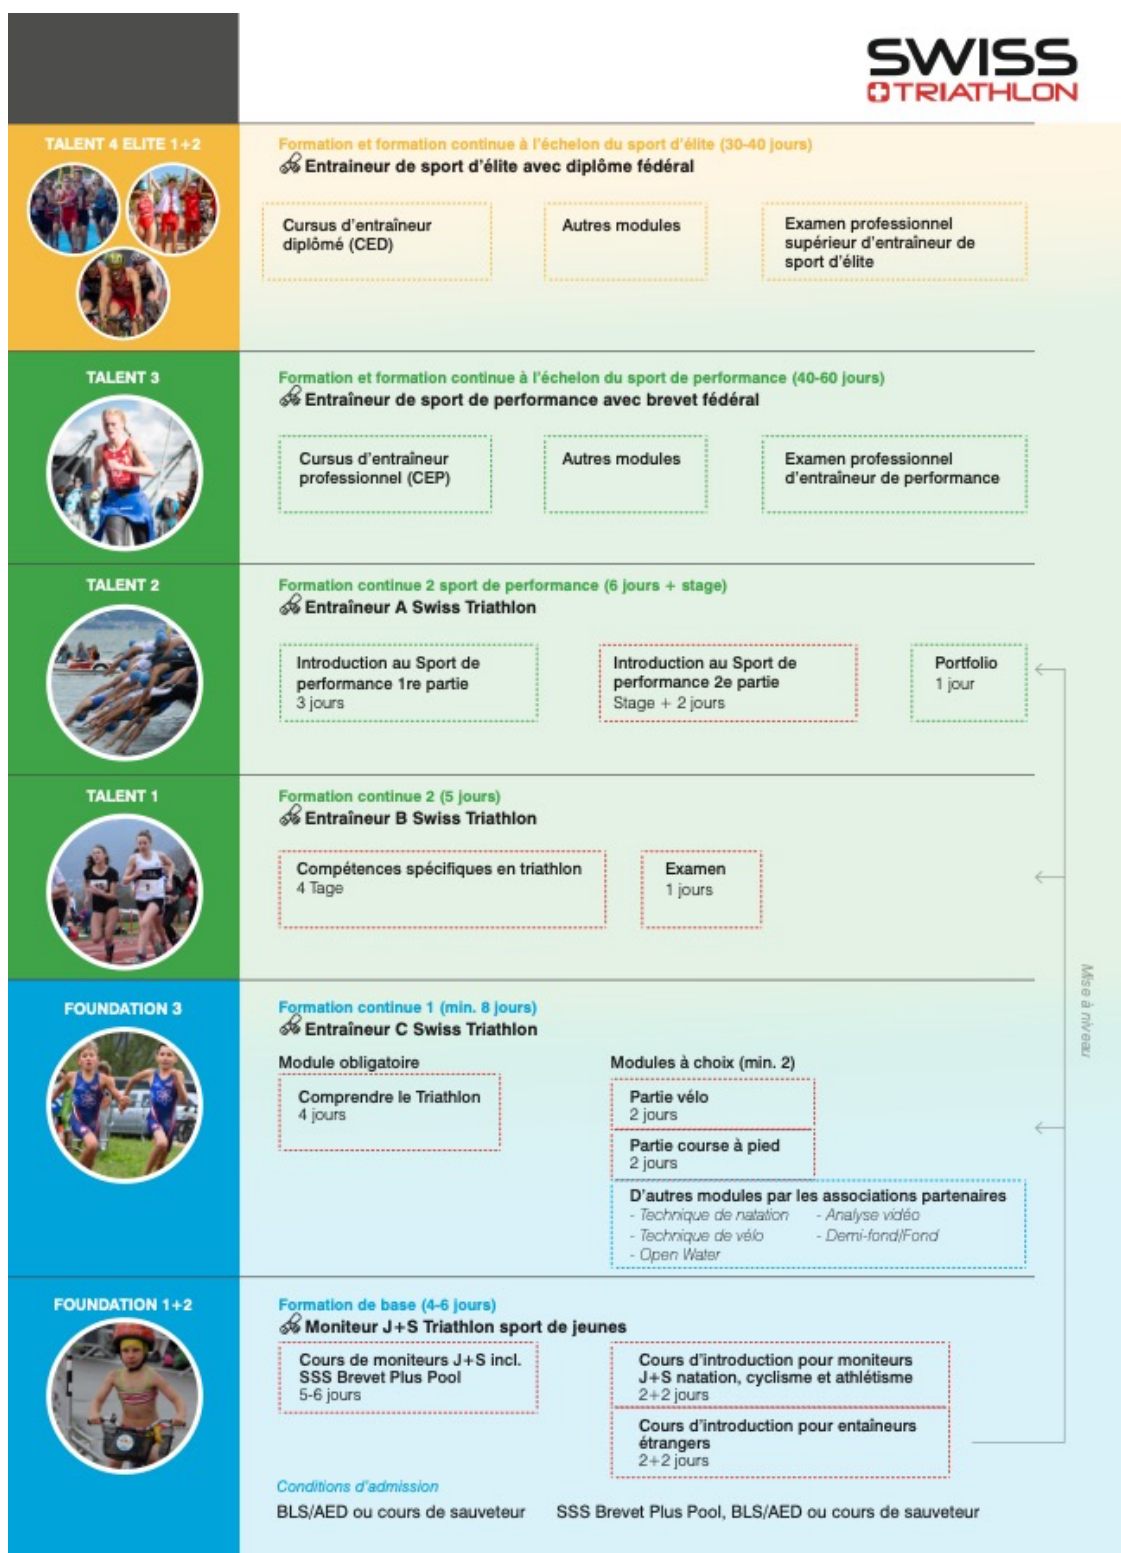 SWISS
TRIATHLON
TALENT 4 ELITE 1+2
Formation et formation continue à l'échelon du sport d'élite (30-40 jours)
Entraineur de sport d'élite avec diplôme fédéral
Cursus d'entraîneur
diplômé (CED)
Autres modules
Examen professionnel
supérieur d'entraîneur de
sport d'élite
TALENT 3
Formation et formation continue à l'échelon du sport de performance (40-60 jours)
Entraîneur de sport de performance avec brevet fédéral
Cursus d'entraîneur
professionnel (CEP)
Autres modules
Examen professionnel
d'entraîneur de performance
TALENT 2
Formation continue 2 sport de performance (6 jours + stage)
Entraîneur A Swiss Triathlon
Introduction au Sport de
performance 1re partie
3 jours
Introduction au Sport de
performance 2e partie
Stage + 2 jours
Portfolio
1 jour
TALENT 1
Formation continue 2 (5 jours)
Entraîneur B Swiss Triathlon
Compétences spécifiques en triathlon
4 Tage
Examen
1 jours
Mise à niveau
FOUNDATION 3
Formation continue 1 (min. 8 jours)
Entraîneur C Swiss Triathlon
Module obligatoire
Comprendre le Triathlon
4 jours
Modules à choix (min. 2)
Partie vélo
2 jours
Partie course à pied
2 jours
D'autres modules par les associations partenaires
- Technique de natation - Analyse vidéo
- Technique de vélo - Demi-fond/Fond
- Open Water
FOUNDATION 1+2
Formation de base (4-6 jours)
Moniteur J+S Triathlon sport de jeunes
Cours de moniteurs J+S incl.
SSS Brevet Plus Pool
5-6 jours
Cours d'introduction pour moniteurs
J+S natation, cyclisme et athlétisme
2+2 jours
Cours d'introduction pour entaîneurs
étrangers
2+2 jours
Conditions d'admission
BLS/AED ou cours de sauveteur
SSS Brevet Plus Pool, BLS/AED ou cours de sauveteur